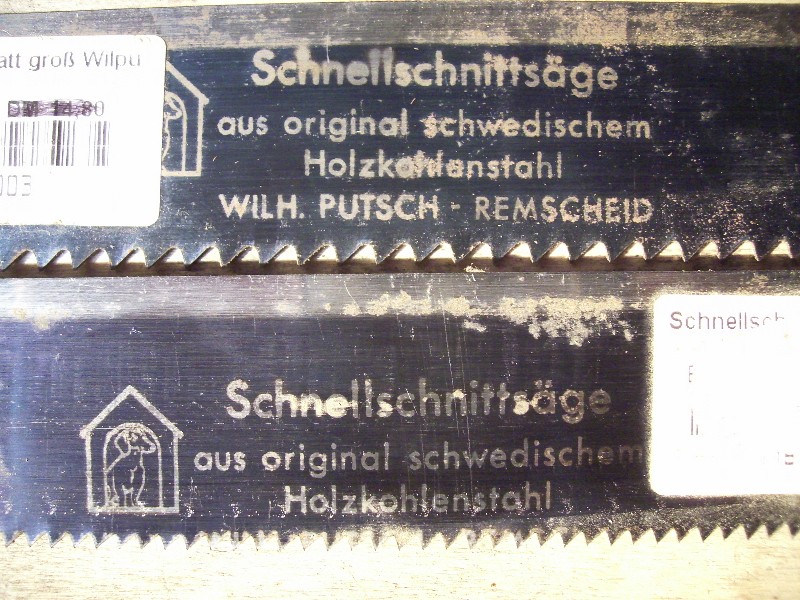 att groß Wilpu
DM 14.80
003
Schnellschnittsäge
aus original schwedischem
Holzkohlenstahl
WILH. PUTSCH - REMSCHEID
Schnellsch
Schnellschnittsäge
aus original schwedischem
Holzkohlenstahl